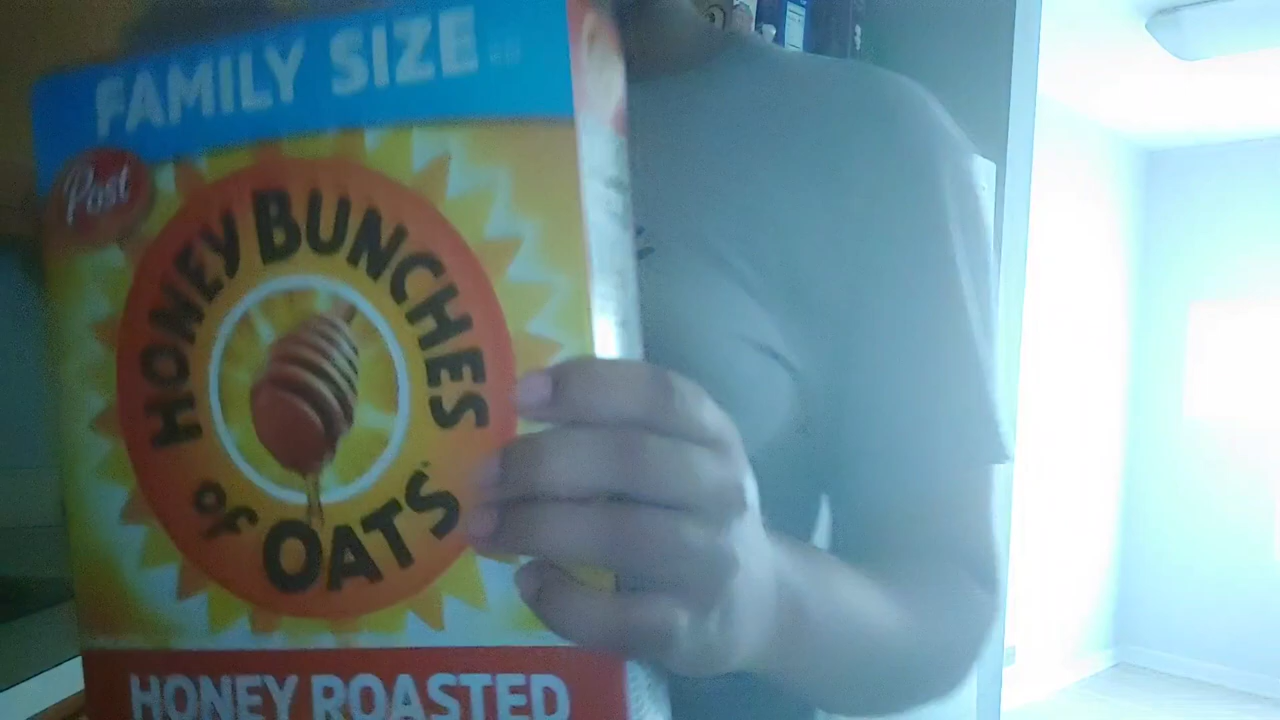 FAMILY SIZE
Post
HONEY BUNCHES
of OATS
HONEY ROASTED